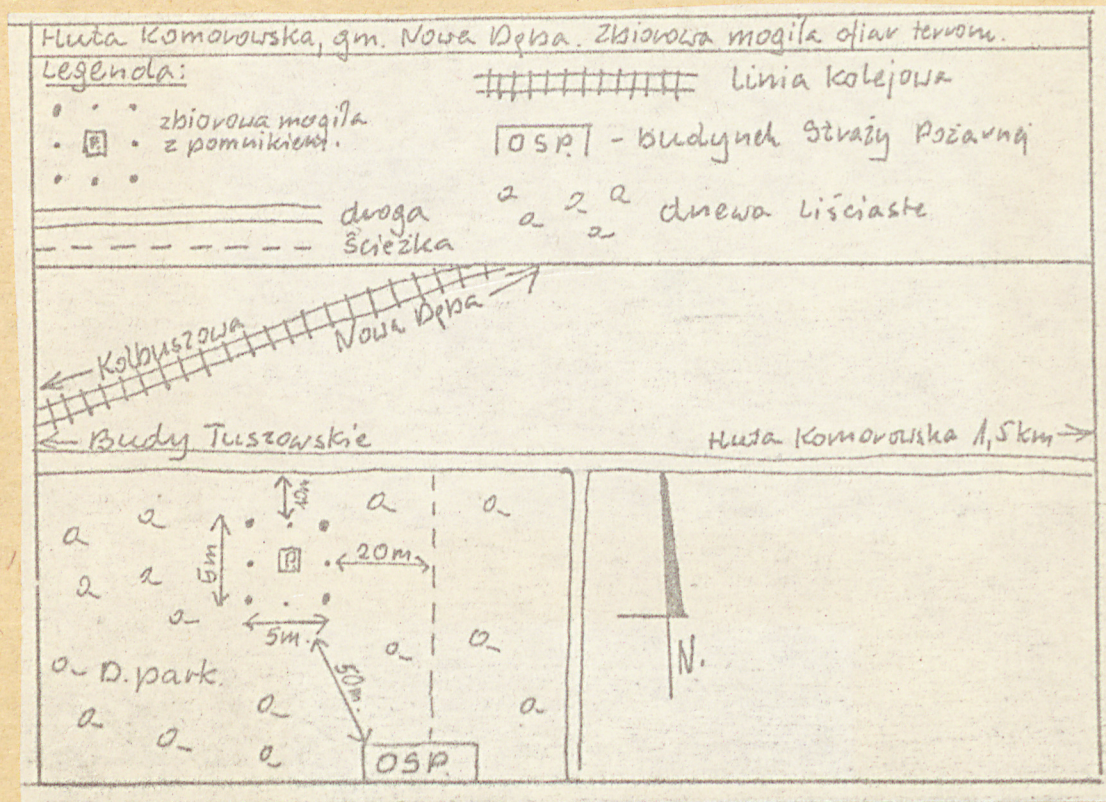 Huta Komorowska, gm. Nowa Dęba. Zbiorowa mogiła ofiar terroru.
Legenda:
P.
zbiorowa mogiła
z pomnikiem.
droga
ścieżka
Linia Kolejowa
OSP. - Budynek Straży Pożarnej
drzewa Liściaste
Kolbuszowa
Nowa Dęba
Budy Tuszowskie
Huta Komorowska 1,5km
10m
5m
P
20m.
5m.
50m.
D. park.
OSP.
N.